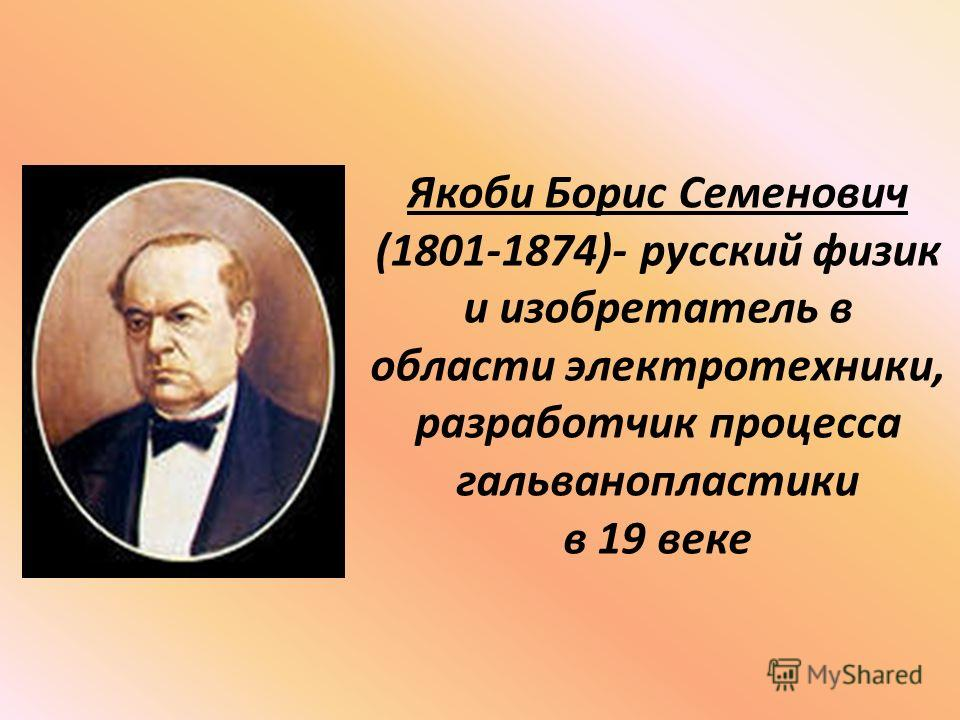 Якоби Борис Семенович
(1801-1874)- русский физик
и изобретатель в
области электротехники,
разработчик процесса
гальванопластики
в 19 веке
MyShared